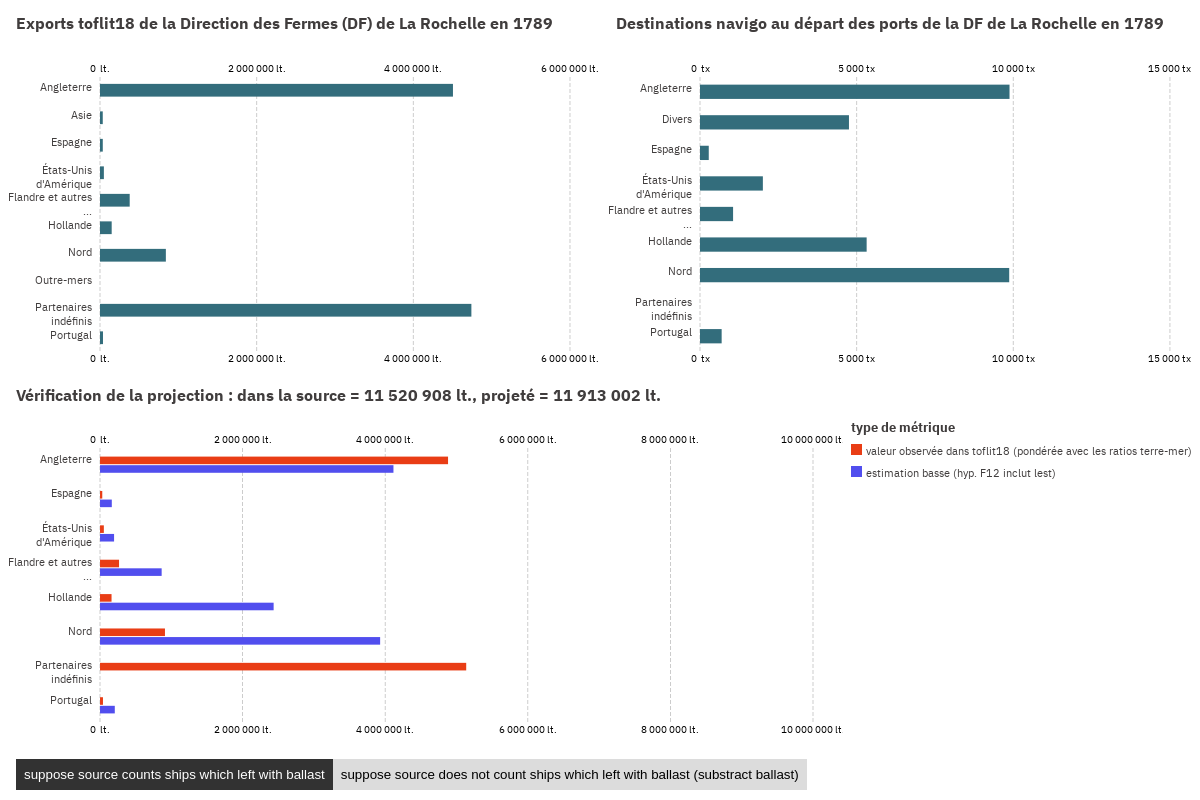 Exports toflit18 de la Direction des Fermes (DF) de La Rochelle en 1789
0 lt.
2 000 000 lt.
4 000 000 lt.
6 000 000 lt.
Angleterre
Asie
Espagne
États-Unis
d'Amérique
Flandre et autres
...
Hollande
Nord
Outre-mers
Partenaires
indéfinis
Portugal
0 lt.
2 000 000 lt.
4 000 000 lt.
6 000 000 lt.
Destinations navigo au départ des ports de la DF de La Rochelle en 1789
0 tx
5 000 tx
10 000 tx
15 000 tx
Angleterre
Divers
Espagne
États-Unis
d'Amérique
Flandre et autres
...
Hollande
Nord
Partenaires
indéfinis
Portugal
0 tx
5 000 tx
10 000 tx
15 000 tx
Vérification de la projection : dans la source = 11 520 908 lt., projeté = 11 913 002 lt.
0 lt.
2 000 000 lt.
4 000 000 lt.
6 000 000 lt.
8 000 000 lt.
10 000 000 lt
Angleterre
Espagne
États-Unis
d'Amérique
Flandre et autres
...
Hollande
Nord
Partenaires
indéfinis
Portugal
0 lt.
2 000 000 lt.
4 000 000 lt.
6 000 000 lt.
8 000 000 lt.
10 000 000 lt
type de métrique
valeur observée dans toflit18 (pondérée avec les ratios terre-mer)
estimation basse (hyp. F12 inclut lest)
suppose source counts ships which left with ballast
suppose source does not count ships which left with ballast (substract ballast)